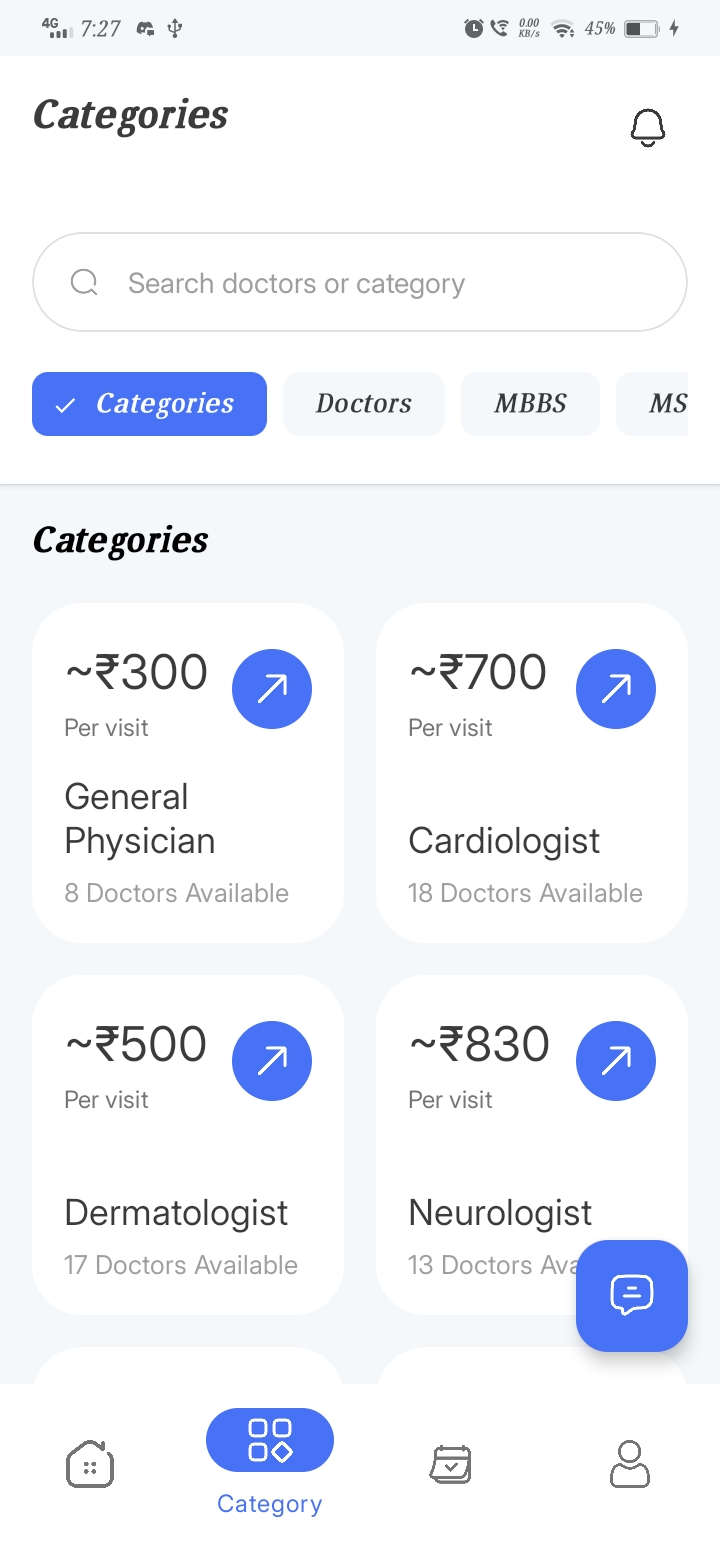 4G 7:27 0.00 KB/s 45%
Categories
Search doctors or category
Categories Doctors MBBS MS
Categories
~₹300 ~₹700
Per visit Per visit
General
Physician Cardiologist
8 Doctors Available 18 Doctors Available
~₹500 ~₹830
Per visit Per visit
Dermatologist Neurologist
17 Doctors Available 13 Doctors
Category